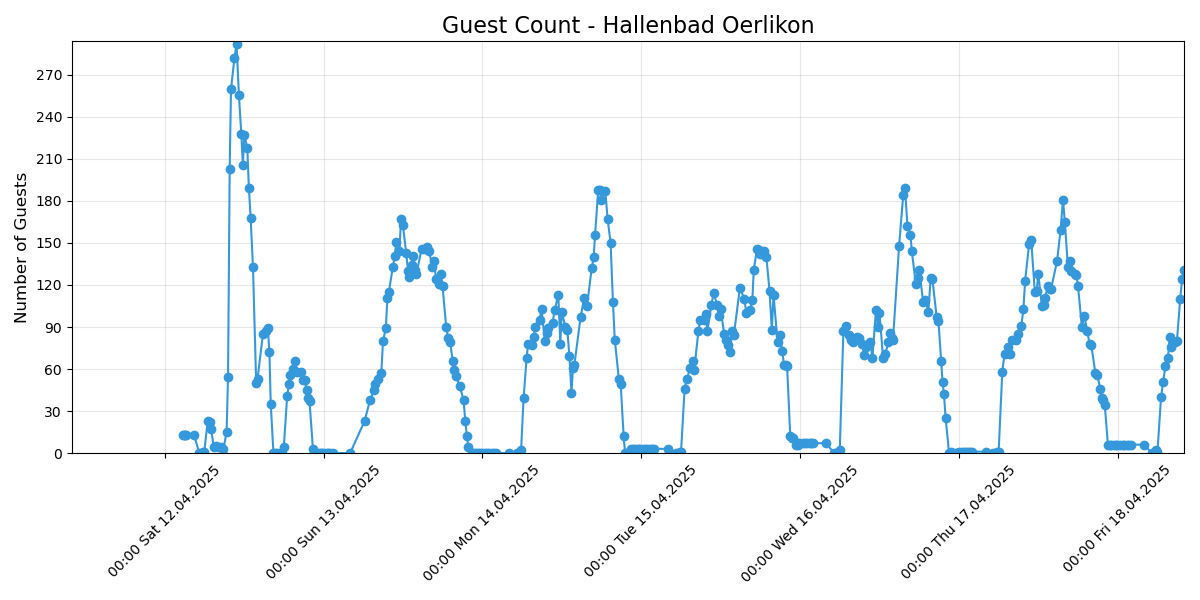 Guest Count - Hallenbad Oerlikon
Number of Guests
270
240
210
180
150
120
90
60
30
0
00:00 Sat 12.04.2025
00:00 Sun 13.04.2025
00:00 Mon 14.04.2025
00:00 Tue 15.04.2025
00:00 Wed 16.04.2025
00:00 Thu 17.04.2025
00:00 Fri 18.04.2025